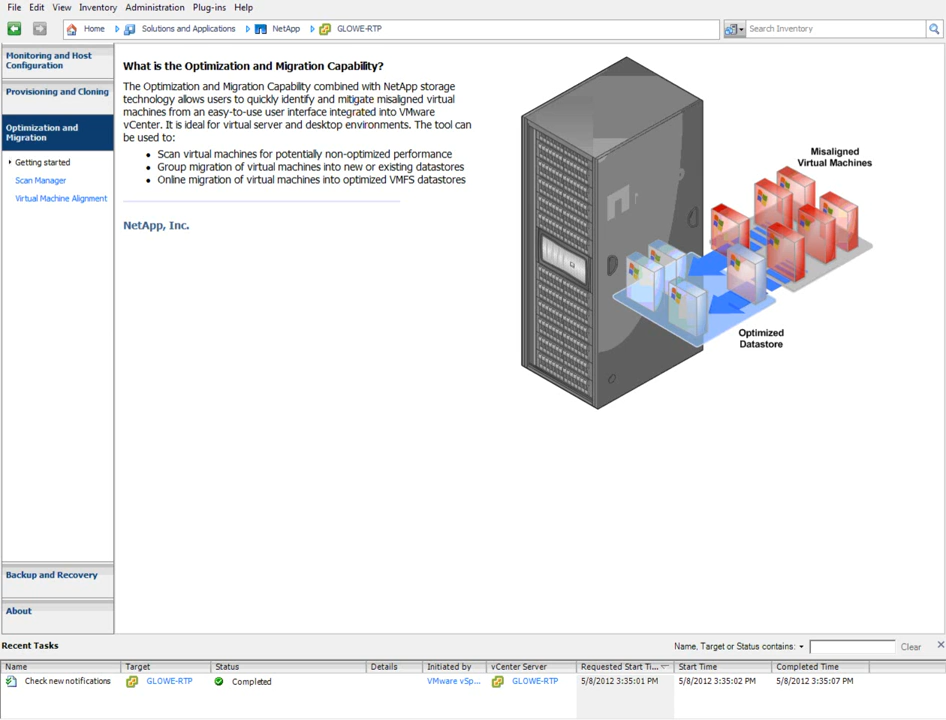 File Edit View Inventory Administration Plug-ins Help
Home Solutions and Applications NetApp GLOWE-RTP Search Inventory
Monitoring and Host
Configuration
Provisioning and Cloning
Optimization and
Migration
Getting started
Scan Manager
Virtual Machine Alignment
Backup and Recovery
About
What is the Optimization and Migration Capability?
The Optimization and Migration Capability combined with NetApp storage
technology allows users to quickly identify and mitigate misaligned virtual
machines from an easy-to-use user interface integrated into VMware
vCenter. It is ideal for virtual server and desktop environments. The tool can
be used to:
• Scan virtual machines for potentially non-optimized performance
• Group migration of virtual machines into new or existing datastores
• Online migration of virtual machines into optimized VMFS datastores
NetApp, Inc.
Misaligned
Virtual Machines
Optimized
Datastore
Recent Tasks Name, Target or Status contains: Clear
Name Target Status Details Initiated by vCenter Server Requested Start Ti... Start Time Completed Time
Check new notifications GLOWE-RTP Completed VMware vSp... GLOWE-RTP 5/8/2012 3:35:01 PM 5/8/2012 3:35:02 PM 5/8/2012 3:35:07 PM